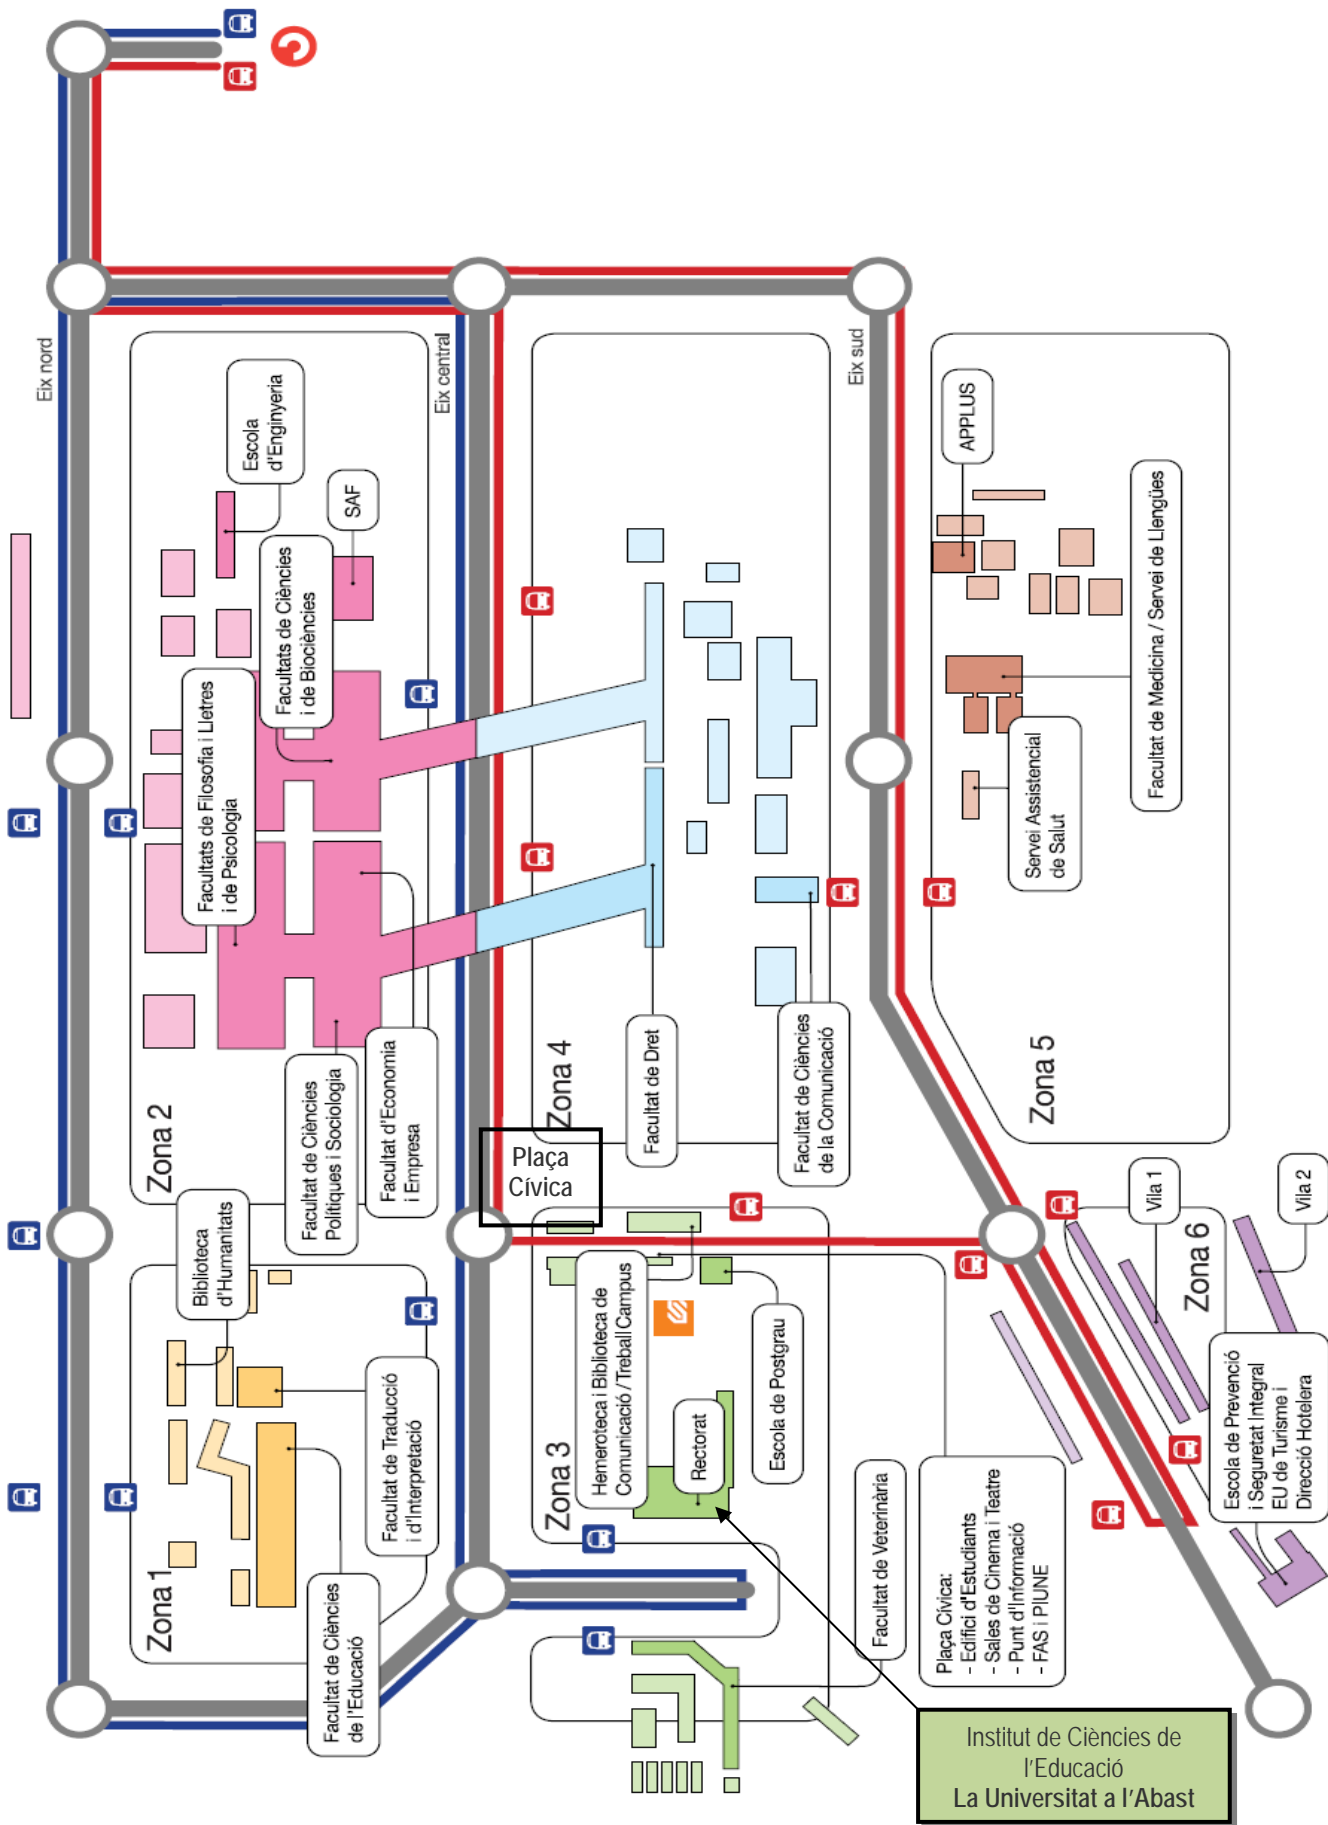 Eix nord
Eix central
Eix sud
Zona 2
Escola
d'Enginyeria
SAF
Facultats de Ciències
i de Biociències
Facultats de Filosofia i Lletres
i de Psicologia
Facultat de Ciències
Polítiques i Sociologia
Facultat d'Economia
i Empresa
Zona 1
Biblioteca
d'Humanitats
Facultat de Traducció
i d'Interpretació
Facultat de Ciències
de l'Educació
Plaça
Cívica
Zona 4
Facultat de Dret
Facultat de Ciències
de la Comunicació
Zona 3
Hemeroteca i Biblioteca de
Comunicació / Treball Campus
Rectorat
Escola de Postgrau
Facultat de Veterinària
Plaça Cívica:
- Edifici d'Estudiants
- Sales de Cinema i Teatre
- Punt d'Informació
- FAS i PIUNE
Zona 5
APPLUS
Facultat de Medicina / Servei de Llengües
Servei Assistencial
de Salut
Zona 6
Vila 1
Vila 2
Escola de Prevenció
i Seguretat Integral
EU de Turisme i
Direcció Hotelera
Institut de Ciències de
l'Educació
La Universitat a l'Abast